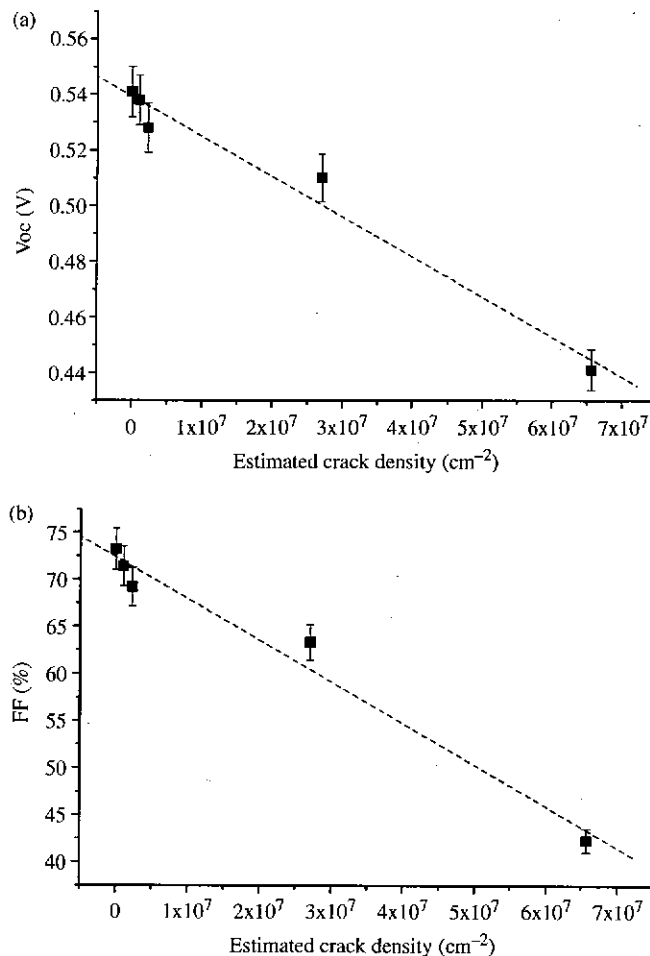 (a)
0.56
0.54
0.52
0.50
0.48
0.46
0.44
Voc (V)
0 1x10⁷ 2x10⁷ 3x10⁷ 4x10⁷ 5x10⁷ 6x10⁷ 7x10⁷
Estimated crack density (cm⁻²)
(b)
75
70
65
60
55
50
45
40
FF (%)
0 1x10⁷ 2x10⁷ 3x10⁷ 4x10⁷ 5x10⁷ 6x10⁷ 7x10⁷
Estimated crack density (cm⁻²)